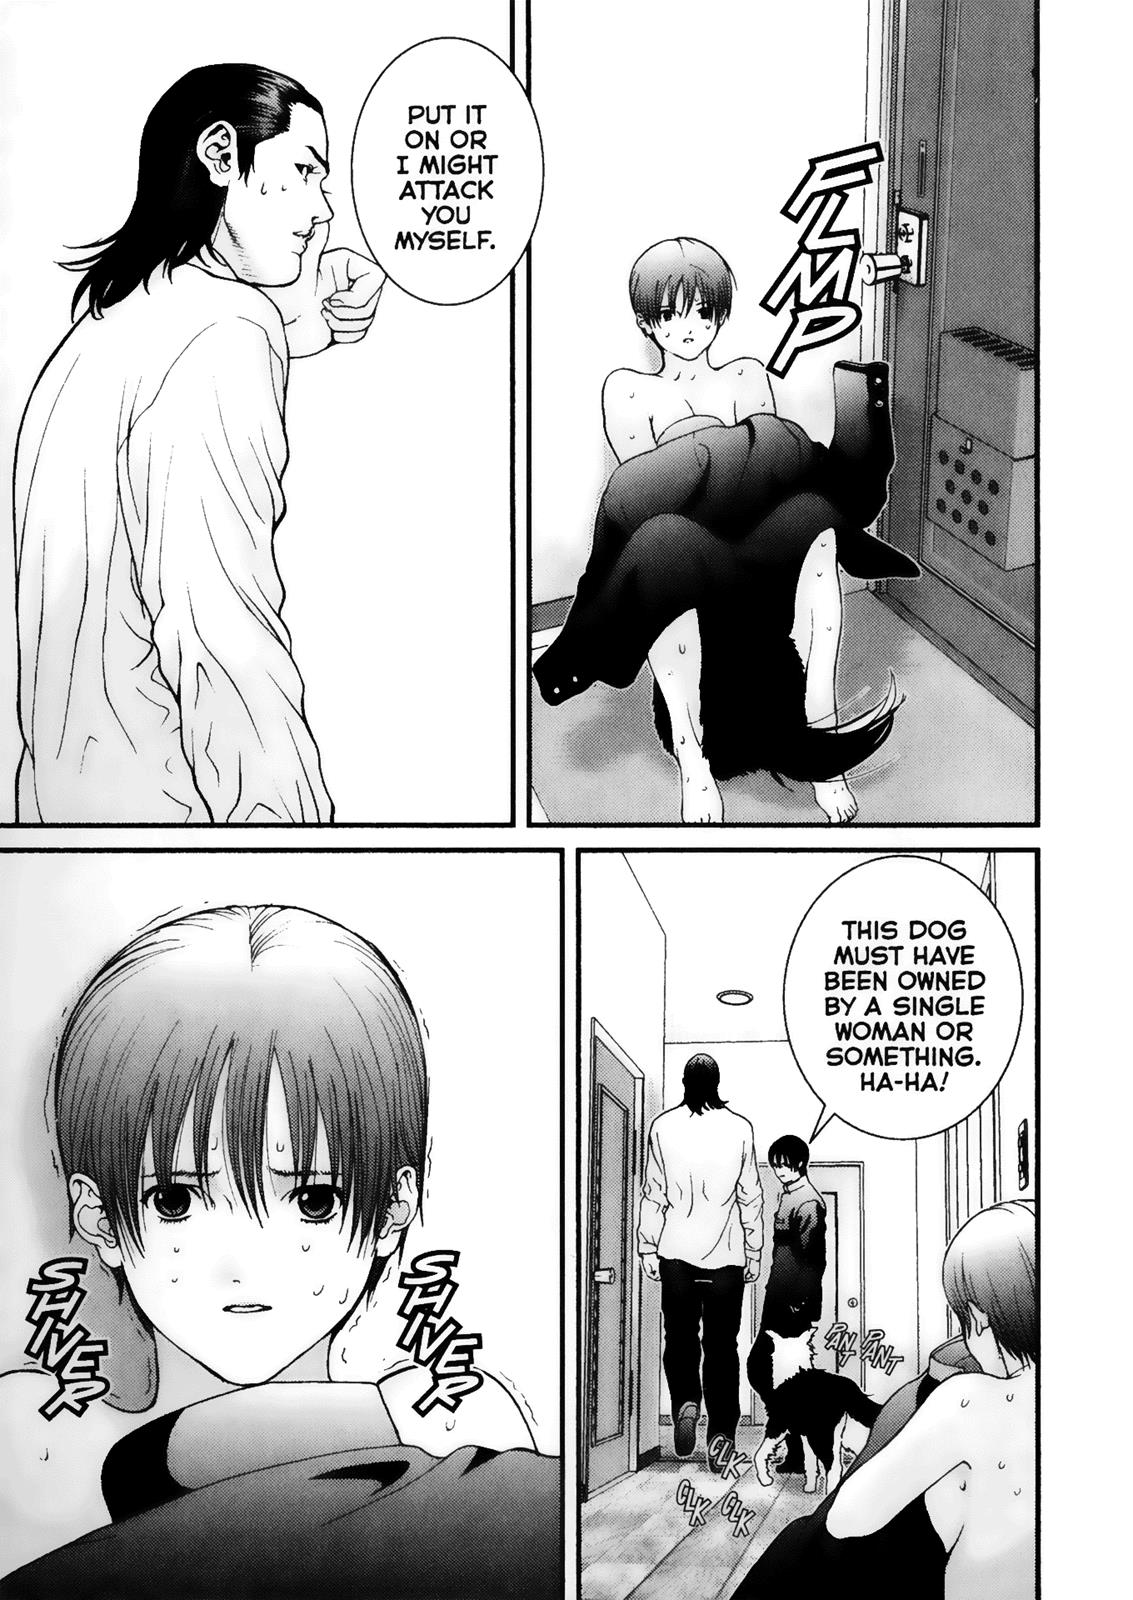 FLMP
PUT IT
ON OR
I MIGHT
ATTACK
YOU
MYSELF.
THIS DOG
MUST HAVE
BEEN OWNED
BY A SINGLE
WOMAN OR
SOMETHING.
HA-HA!
PANT
PANT
CLK
CLK
CLK
CLK
SHIVER
SHIVER